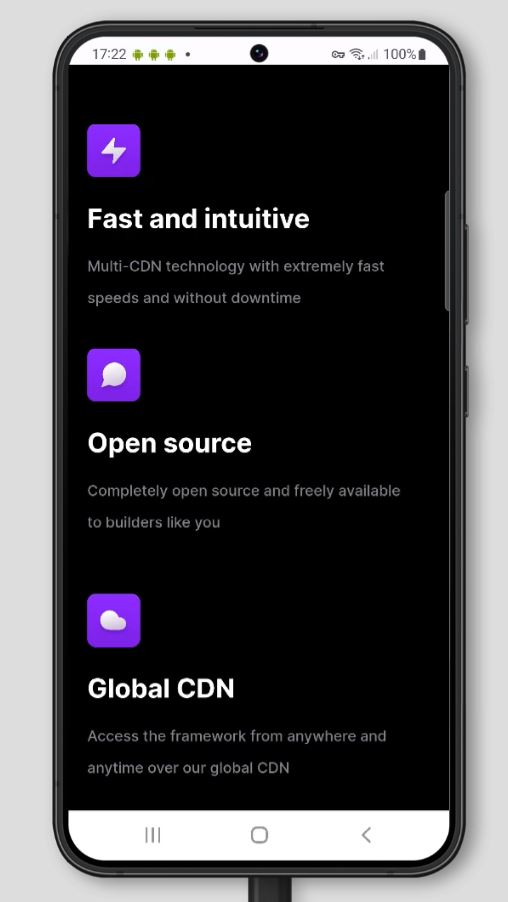 17:22
100%
Fast and intuitive
Multi-CDN technology with extremely fast
speeds and without downtime
Open source
Completely open source and freely available
to builders like you
Global CDN
Access the framework from anywhere and
anytime over our global CDN